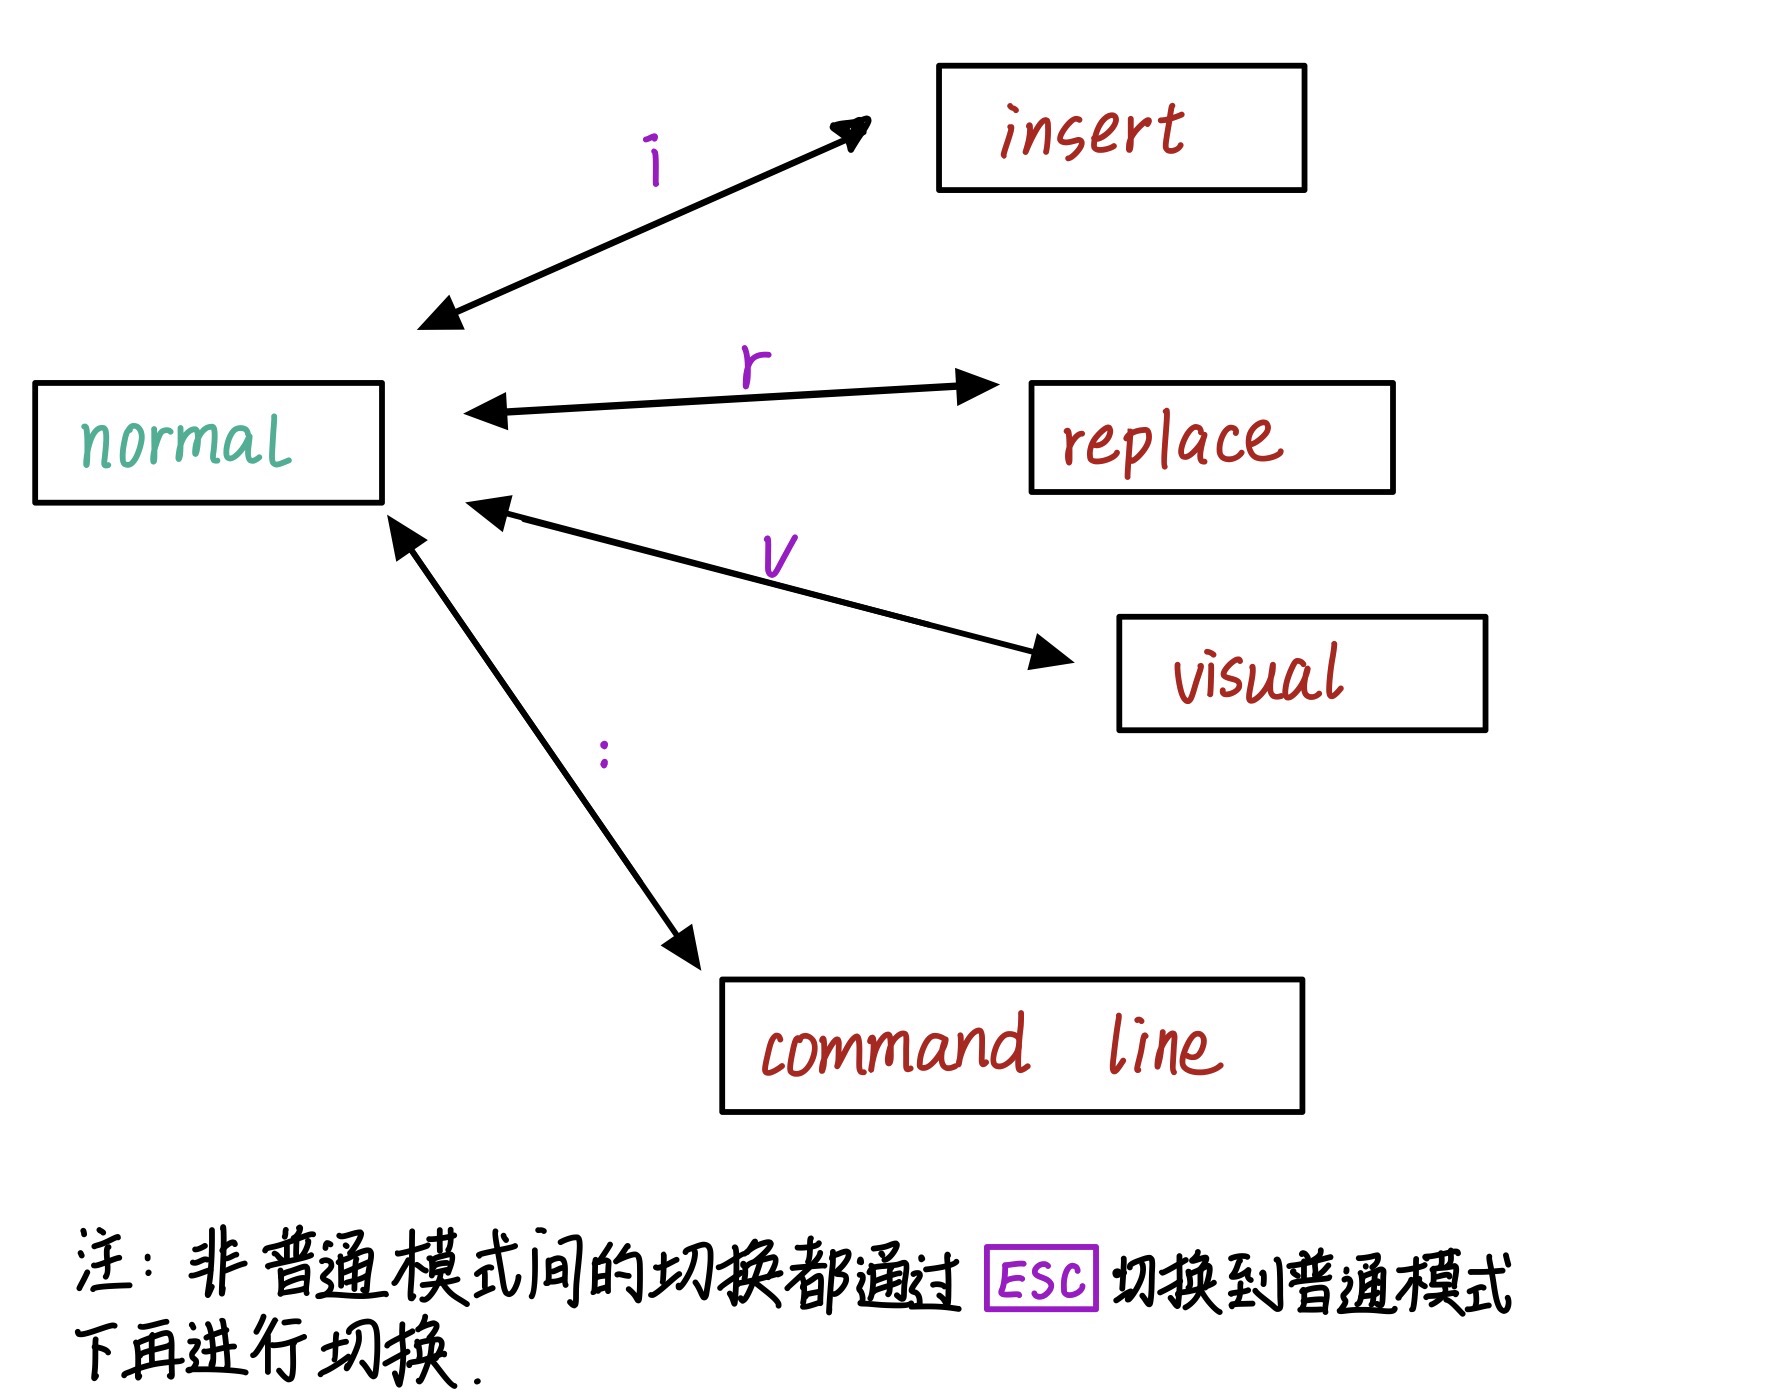 i
insert
r
normal
replace
v
visual
:
command line
注：非普通模式间的切换都通过 ESC 切换到普通模式
下再进行切换.